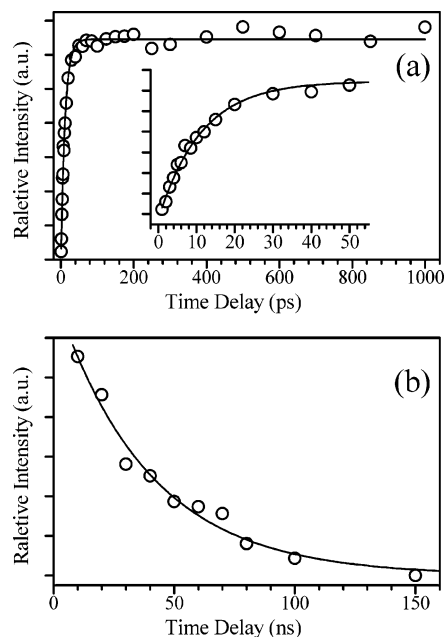 (a)
Raletive Intensity (a.u.)
0 10 20 30 40 50
0 200 400 600 800 1000
Time Delay (ps)
(b)
Raletive Intensity (a.u.)
0 50 100 150
Time Delay (ns)